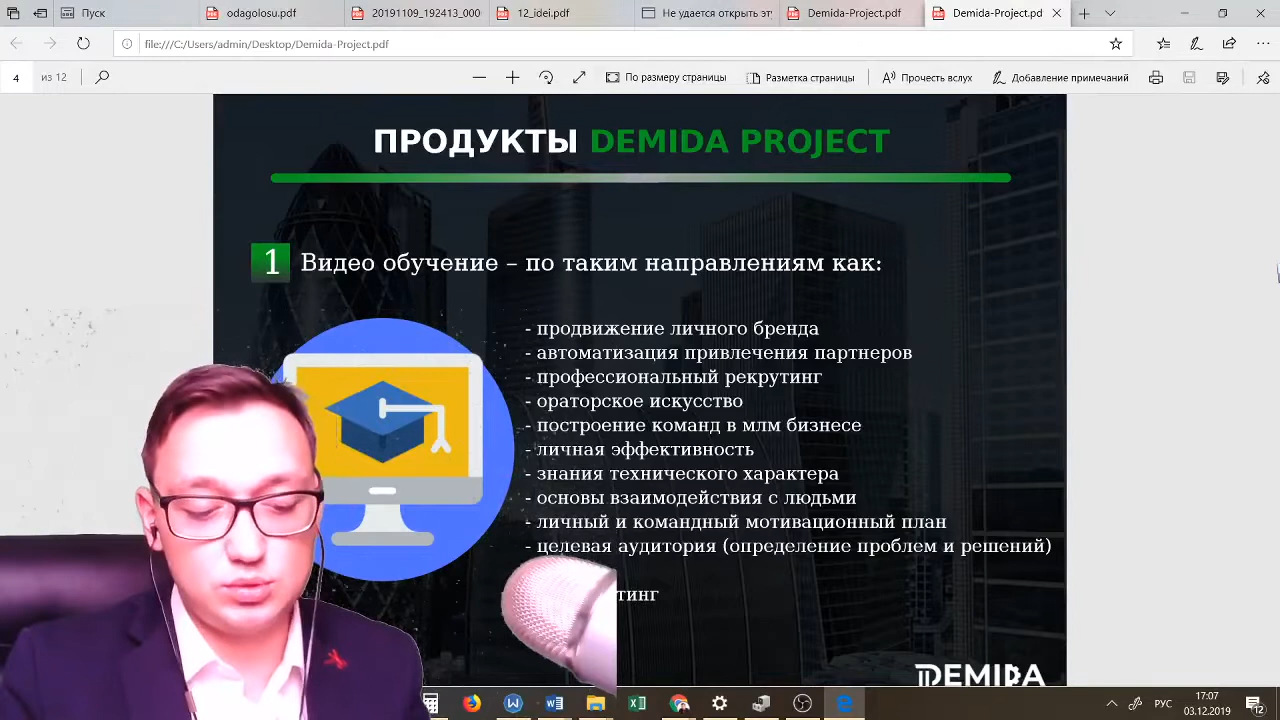 odagolosu.pdf
20191109_192413_000
12_idei.pdf
Не удается открыть эт
Demida-Project.pdf
Demida-Project.pd
file:///C:/Users/admin/Desktop/Demida-Project.pdf
4 из 12
По размеру страницы
Разметка страницы
Прочесть вслух
Добавление примечаний
ПРОДУКТЫ DEMIDA PROJECT
1 Видео обучение – по таким направлениям как:
- продвижение личного бренда
- автоматизация привлечения партнеров
- профессиональный рекрутинг
- ораторское искусство
- построение команд в млм бизнесе
- личная эффективность
- знания технического характера
- основы взаимодействия с людьми
- личный и командный мотивационный план
- целевая аудитория (определение проблем и решений)
тинг
DEMIDA
РУС
17:07
03.12.2019